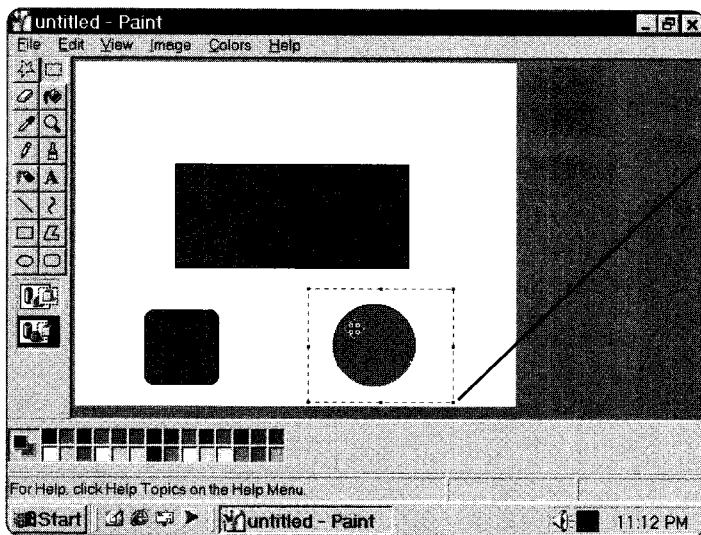 untitled - Paint
File Edit View Image Colors Help
A
For Help, click Help Topics on the Help Menu.
Start untitled - Paint 11:12 PM